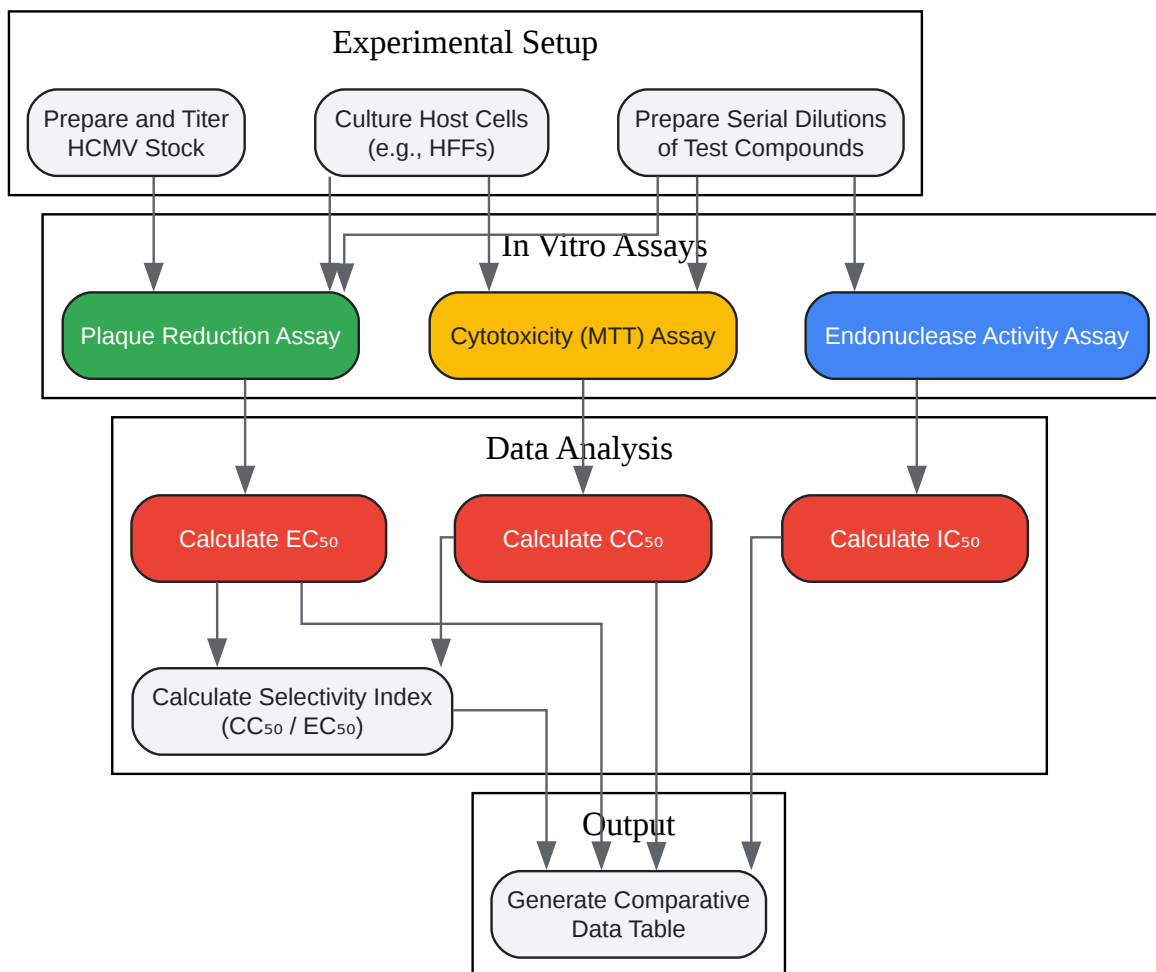 Experimental Setup
Prepare and Titer
HCMV Stock
Culture Host Cells
(e.g., HFFs)
Prepare Serial Dilutions
of Test Compounds
In Vitro Assays
Plaque Reduction Assay
Cytotoxicity (MTT) Assay
Endonuclease Activity Assay
Data Analysis
Calculate EC₅₀
Calculate CC₅₀
Calculate IC₅₀
Calculate Selectivity Index
(CC₅₀ / EC₅₀)
Output
Generate Comparative
Data Table